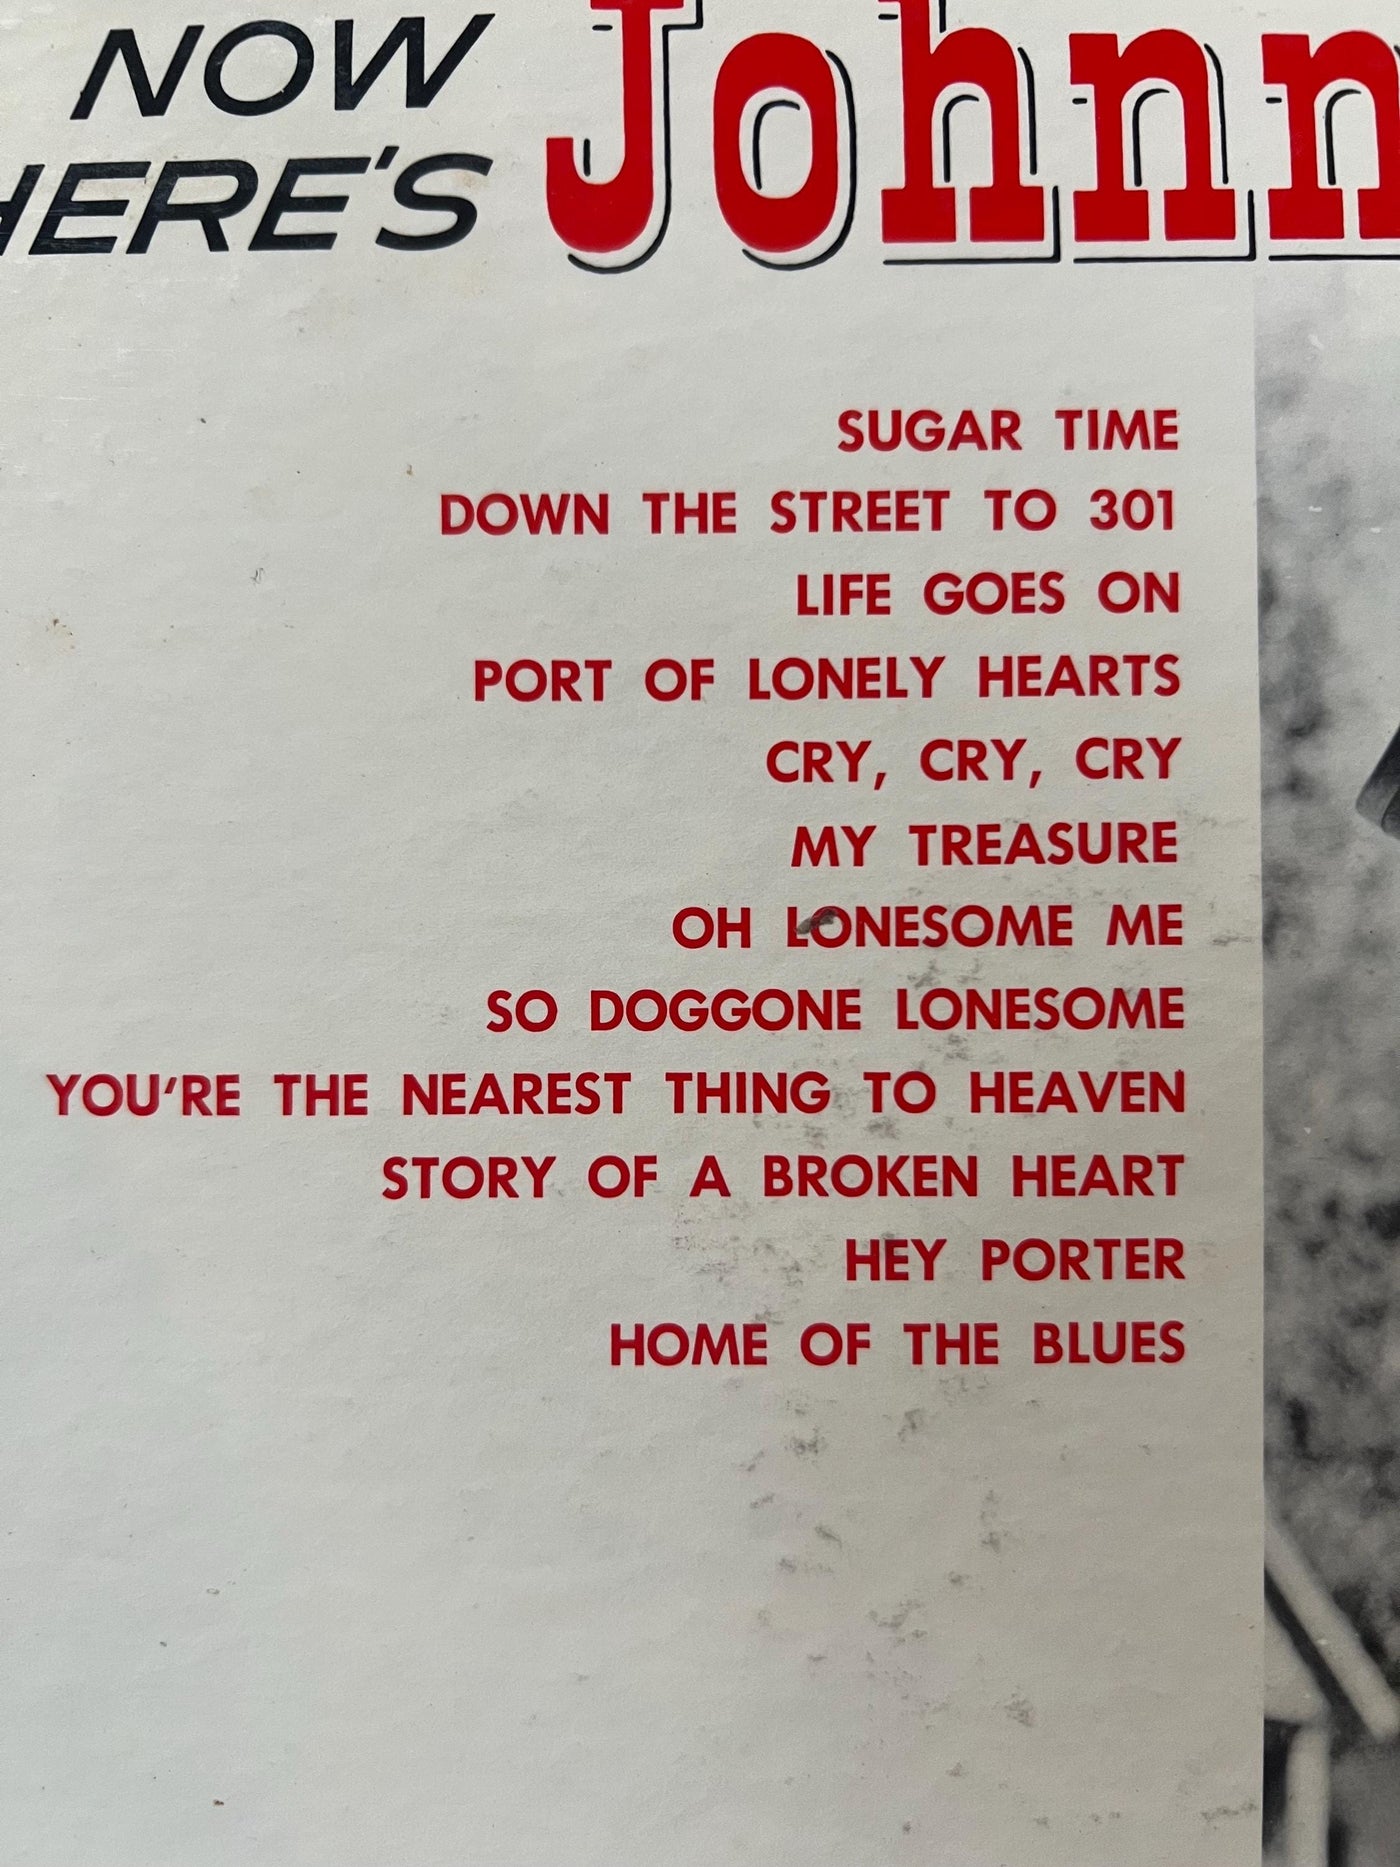 NOW
HERE'S
Johnn
SUGAR TIME
DOWN THE STREET TO 301
LIFE GOES ON
PORT OF LONELY HEARTS
CRY, CRY, CRY
MY TREASURE
OH LONESOME ME
SO DOGGONE LONESOME
YOU'RE THE NEAREST THING TO HEAVEN
STORY OF A BROKEN HEART
HEY PORTER
HOME OF THE BLUES